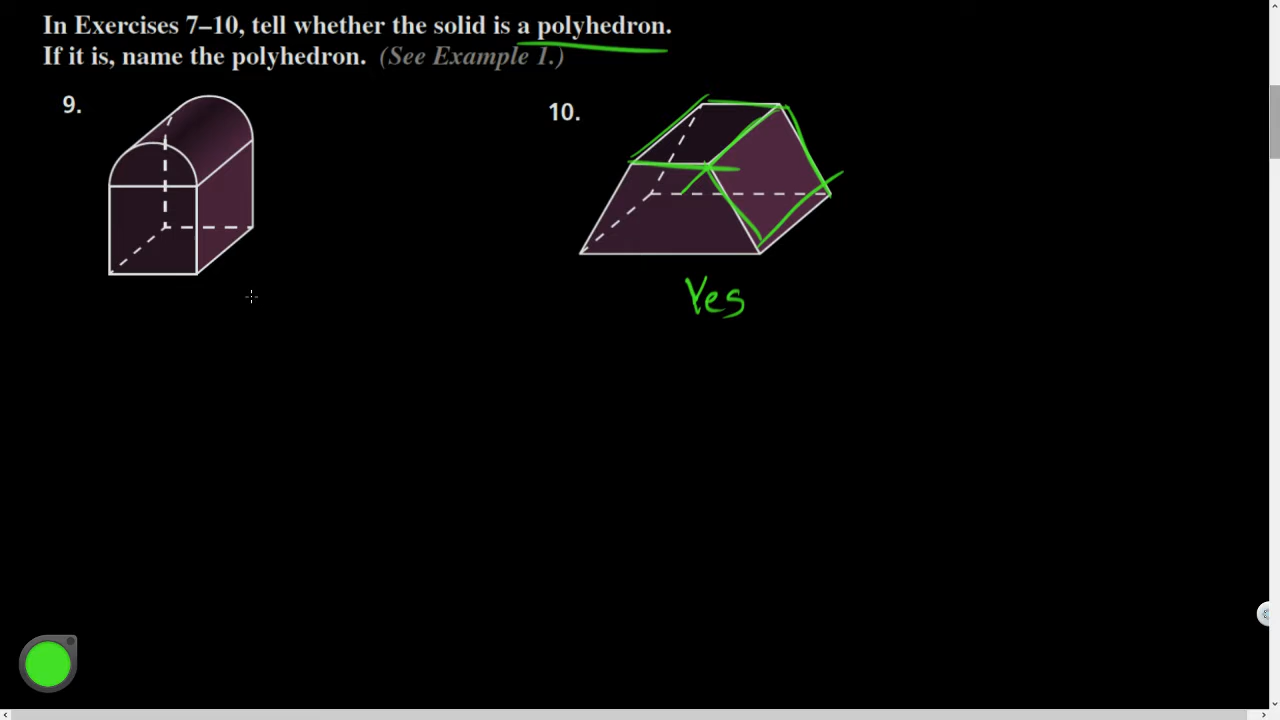 In Exercises 7–10, tell whether the solid is a polyhedron.
If it is, name the polyhedron. (See Example 1.)
9.
10.
Yes